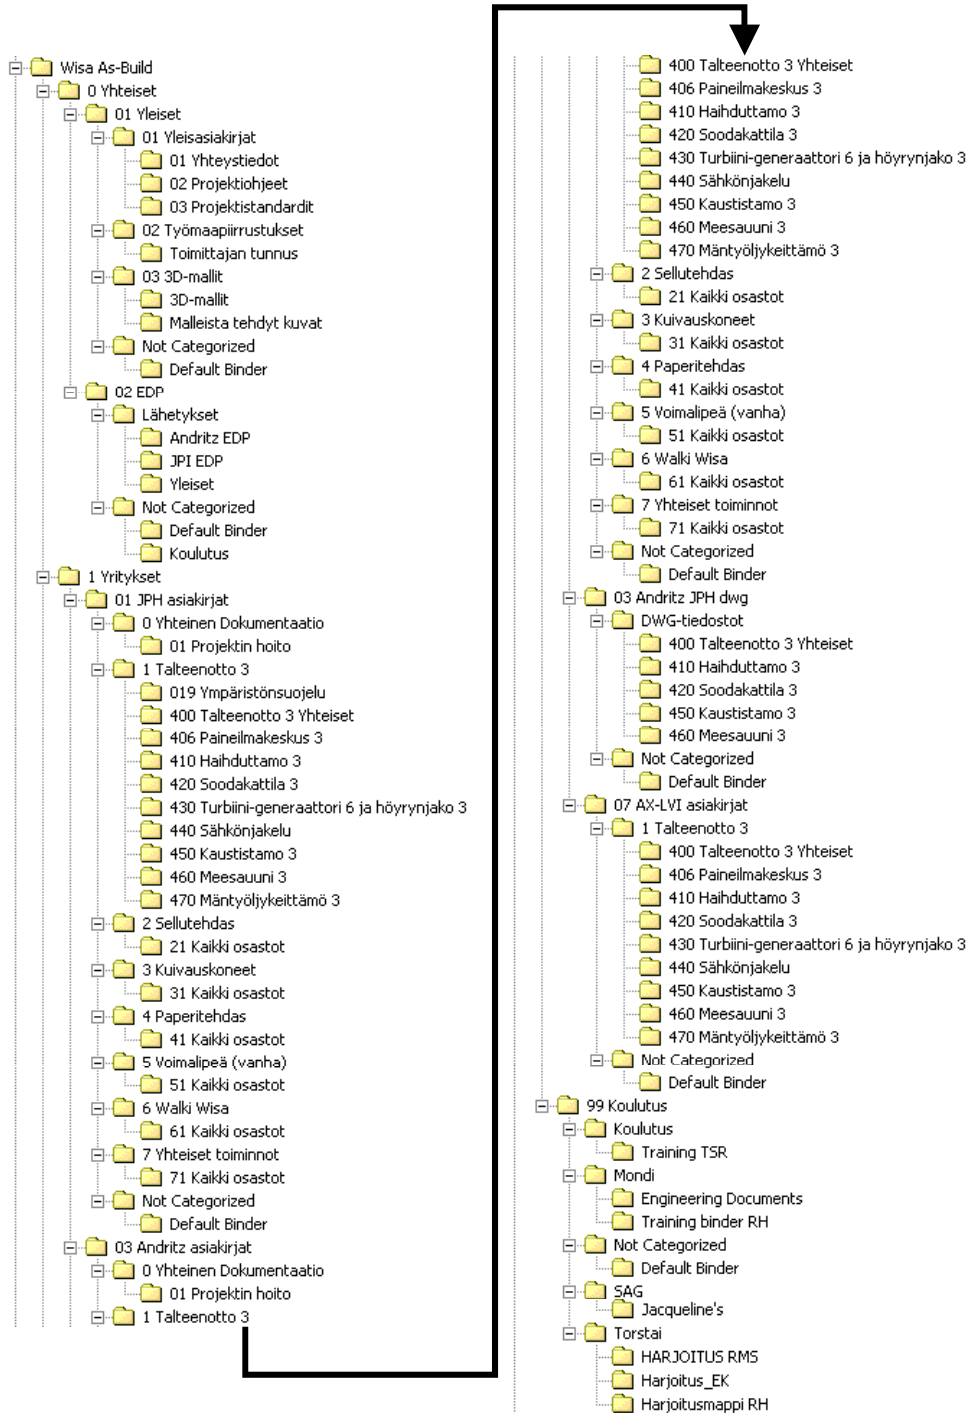 Wisa As-Build
0 Yhteiset
01 Yleiset
01 Yleisasiakirjat
01 Yhteystiedot
02 Projektiohjeet
03 Projektistandardit
02 Työmaapiirrustukset
Toimittajan tunnus
03 3D-mallit
3D-mallit
Malleista tehdyt kuvat
Not Categorized
Default Binder
02 EDP
Lähetykset
Andritz EDP
JPI EDP
Yleiset
Not Categorized
Default Binder
Koulutus
1 Yritykset
01 JPH asiakirjat
0 Yhteinen Dokumentaatio
01 Projektin hoito
1 Talteenotto 3
019 Ympäristönsuojelu
400 Talteenotto 3 Yhteiset
406 Paineilmakeskus 3
410 Haihduttamo 3
420 Soodakattila 3
430 Turbiini-generaattori 6 ja höyrynjako 3
440 Sähkönjakelu
450 Kaustistamo 3
460 Meesauuni 3
470 Mäntyöljykeittämö 3
2 Sellutehdas
21 Kaikki osastot
3 Kuivauskoneet
31 Kaikki osastot
4 Paperitehdas
41 Kaikki osastot
5 Voimalipeä (vanha)
51 Kaikki osastot
6 Walki Wisa
61 Kaikki osastot
7 Yhteiset toiminnot
71 Kaikki osastot
Not Categorized
Default Binder
03 Andritz asiakirjat
0 Yhteinen Dokumentaatio
01 Projektin hoito
1 Talteenotto 3
400 Talteenotto 3 Yhteiset
406 Paineilmakeskus 3
410 Haihduttamo 3
420 Soodakattila 3
430 Turbiini-generaattori 6 ja höyrynjako 3
440 Sähkönjakelu
450 Kaustistamo 3
460 Meesauuni 3
470 Mäntyöljykeittämö 3
2 Sellutehdas
21 Kaikki osastot
3 Kuivauskoneet
31 Kaikki osastot
4 Paperitehdas
41 Kaikki osastot
5 Voimalipeä (vanha)
51 Kaikki osastot
6 Walki Wisa
61 Kaikki osastot
7 Yhteiset toiminnot
71 Kaikki osastot
Not Categorized
Default Binder
03 Andritz JPH dwg
DWG-tiedostot
400 Talteenotto 3 Yhteiset
410 Haihduttamo 3
420 Soodakattila 3
450 Kaustistamo 3
460 Meesauuni 3
Not Categorized
Default Binder
07 AX-LVI asiakirjat
1 Talteenotto 3
400 Talteenotto 3 Yhteiset
406 Paineilmakeskus 3
410 Haihduttamo 3
420 Soodakattila 3
430 Turbiini-generaattori 6 ja höyrynjako 3
440 Sähkönjakelu
450 Kaustistamo 3
460 Meesauuni 3
470 Mäntyöljykeittämö 3
Not Categorized
Default Binder
99 Koulutus
Koulutus
Training TSR
Mondi
Engineering Documents
Training binder RH
Not Categorized
Default Binder
SAG
Jacqueline's
Torstai
HARJOITUS RMS
Harjoitus_EK
Harjoitusmappi RH